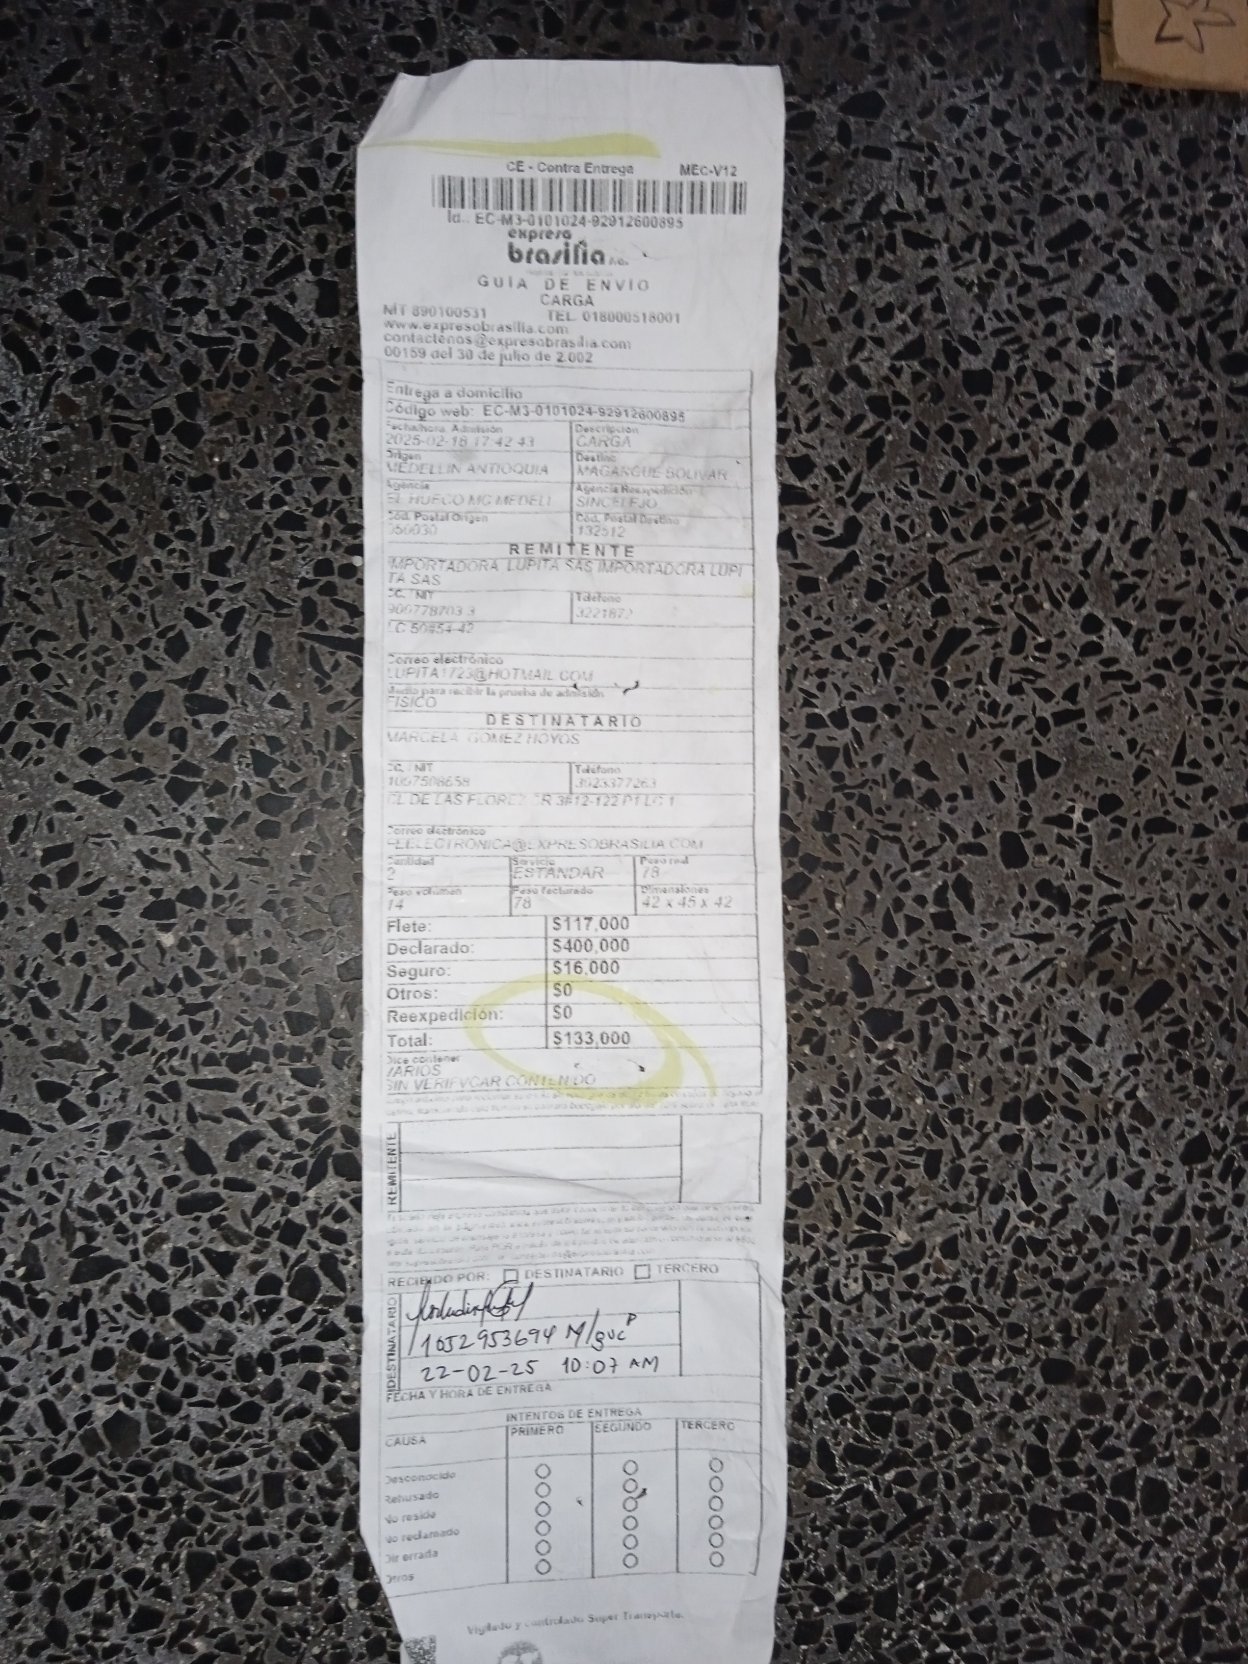 CE - Contra Entrega MEC-V12
Id.. EC-M3-0101024-92912600895
expreso
brasilia
GUIA DE ENVIO
CARGA
NIT 890100531 TEL. 018000518001
www.expresobrasilia.com
contactenos@expresobrasilia.com
00159 del 30 de julio de 2.002
Entrega a domicilio
Código web: EC-M3-0101024-92912600895
Fecha/hora Admisión Descripción
2025-02-18 17:42:43 CARGA
Origen Destino
MEDELLIN ANTIOQUIA MAGANGUE BOLIVAR
Agencia Agencia Reexpedición
EL HUECO MC MEDELL SINCELEJO
Cód. Postal Origen Cód. Postal Destino
050030 132512
REMITENTE
IMPORTADORA LUPITA SAS IMPORTADORA LUPI
TA SAS
CC. / NIT Teléfono
900778703 3 322187
50#54-42
Correo electrónico
LUPITA1723@HOTMAIL.COM
Medio para recibir la prueba de admisión
FISICO
DESTINATARIO
MARCELA GOMEZ HOYOS
CC. / NIT Teléfono
1067508658 3023377263
CL DE LAS FLOREZ CR 3#12-122 P1 LC 1
Correo electrónico
FELECTRONICA@EXPRESOBRASILIA.COM
Cantidad Servicio Peso real
2 ESTANDAR 78
Peso volumen Peso facturado Dimensiones
14 78 42 x 45 x 42
Flete: $117,000
Declarado: $400,000
Seguro: $16,000
Otros: $0
Reexpedición: $0
Total: $133,000
Dice contener
VARIOS
SIN VERIFVCAR CONTENIDO
REMITENTE
RECIBIDO POR: DESTINATARIO TERCERO
DESTINATARIO
1052953694 M/gue
22-02-25 10:07 AM
FECHA Y HORA DE ENTREGA
INTENTOS DE ENTREGA
CAUSA PRIMERO SEGUNDO TERCERO
Desconocido
Rehusado
No reside
No reclamado
Dir errada
Otros
Vigilado y controlado Super Transporte.